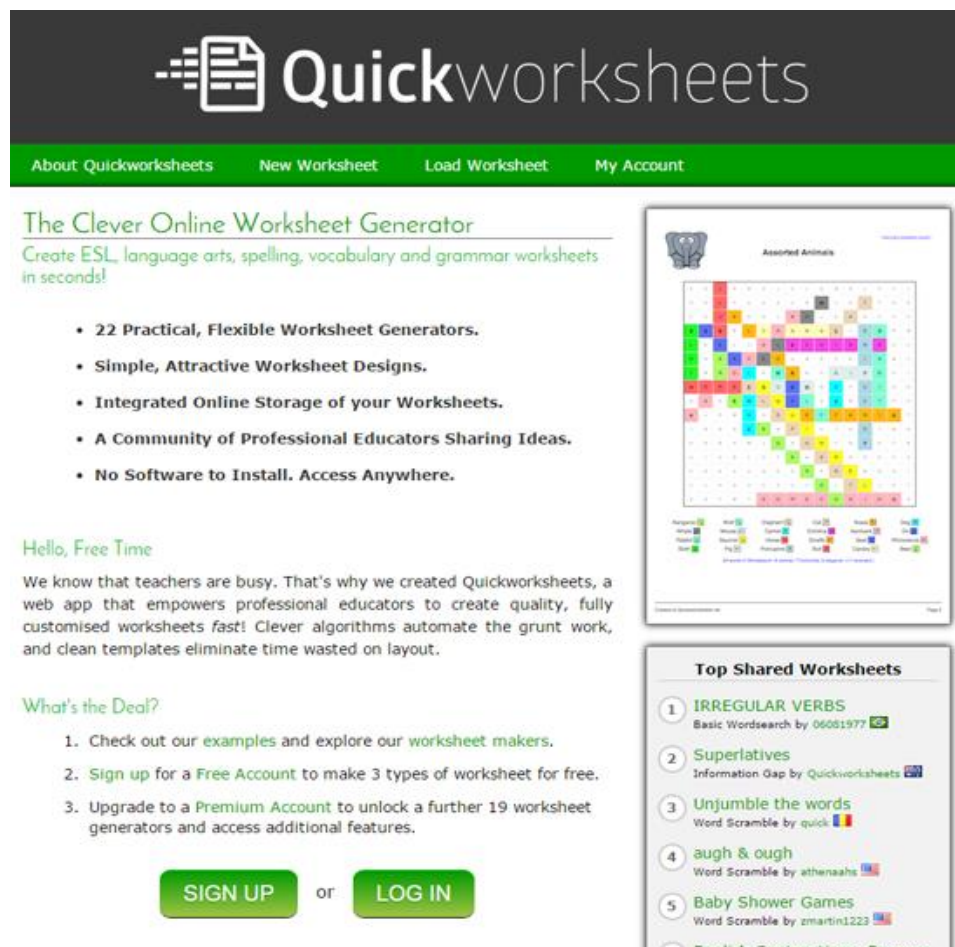 Quickworksheets
About Quickworksheets New Worksheet Load Worksheet My Account
The Clever Online Worksheet Generator
Create ESL, language arts, spelling, vocabulary and grammar worksheets
in seconds!
• 22 Practical, Flexible Worksheet Generators.
• Simple, Attractive Worksheet Designs.
• Integrated Online Storage of your Worksheets.
• A Community of Professional Educators Sharing Ideas.
• No Software to Install. Access Anywhere.
Hello, Free Time
We know that teachers are busy. That's why we created Quickworksheets, a
web app that empowers professional educators to create quality, fully
customised worksheets fast! Clever algorithms automate the grunt work,
and clean templates eliminate time wasted on layout.
What's the Deal?
1. Check out our examples and explore our worksheet makers.
2. Sign up for a Free Account to make 3 types of worksheet for free.
3. Upgrade to a Premium Account to unlock a further 19 worksheet
generators and access additional features.
SIGN UP or LOG IN
Assorted Animals
Top Shared Worksheets
1 IRREGULAR VERBS
Basic Wordsearch by 06081977
2 Superlatives
Information Gap by Quickworksheets
3 Unjumble the words
Word Scramble by quick
4 augh & ough
Word Scramble by athenaahs
5 Baby Shower Games
Word Scramble by zmartin1223